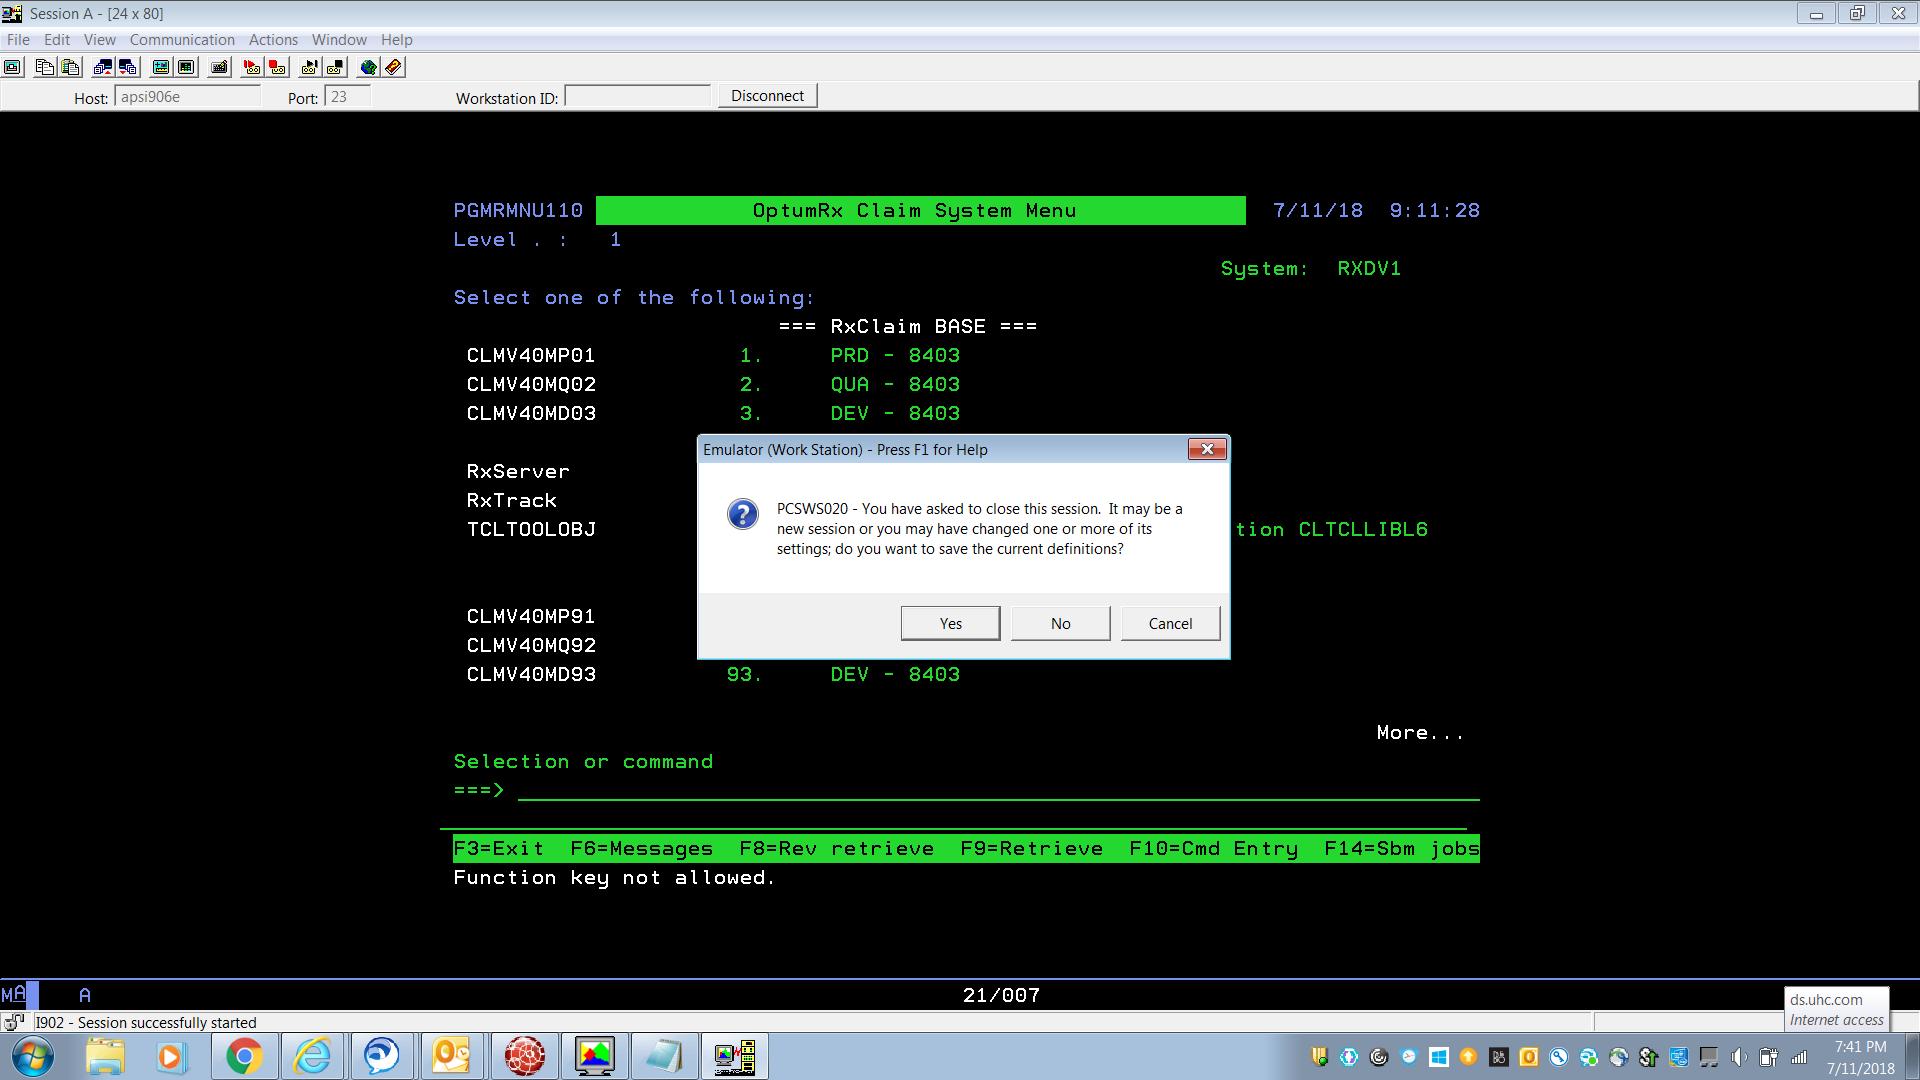 Session A - [24 x 80]
File Edit View Communication Actions Window Help
Host: apsi906e Port: 23 Workstation ID: Disconnect
PGMRMNU110 OptumRx Claim System Menu 7/11/18 9:11:28
Level . : 1
System: RXDV1
Select one of the following:
=== RxClaim BASE ===
CLMV40MP01 1. PRD - 8403
CLMV40MQ02 2. QUA - 8403
CLMV40MD03 3. DEV - 8403
Emulator (Work Station) - Press F1 for Help
RxServer
RxTrack
TCLTOOLOBJ
tion CLTCLLIBL6
PCSWS020 - You have asked to close this session. It may be a
new session or you may have changed one or more of its
settings; do you want to save the current definitions?
Yes No Cancel
CLMV40MP91
CLMV40MQ92
CLMV40MD93 93. DEV - 8403
More...
Selection or command
===>
F3=Exit F6=Messages F8=Rev retrieve F9=Retrieve F10=Cmd Entry F14=Sbm jobs
Function key not allowed.
MA A 21/007
I902 - Session successfully started
ds.uhc.com
Internet access
7:41 PM
7/11/2018